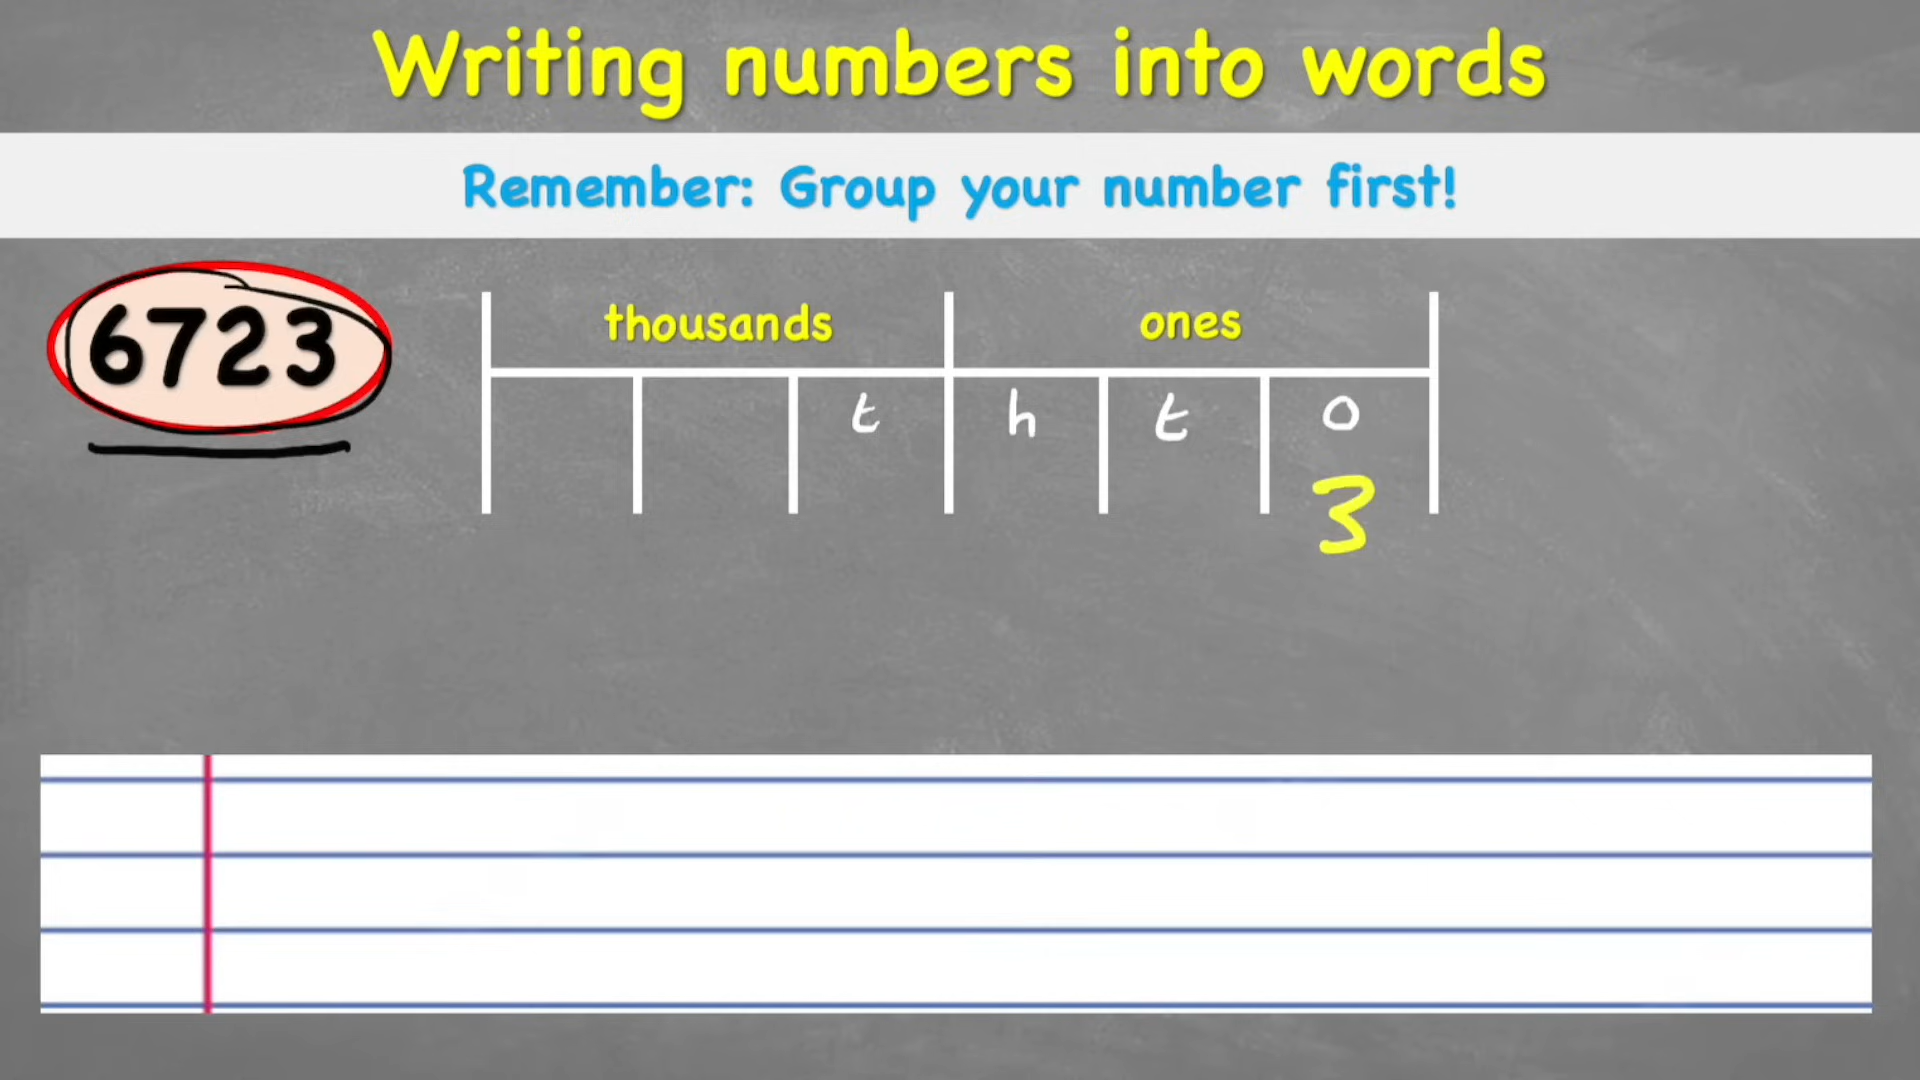 Writing numbers into words
Remember: Group your number first!
6723
thousands ones
t h t o
3